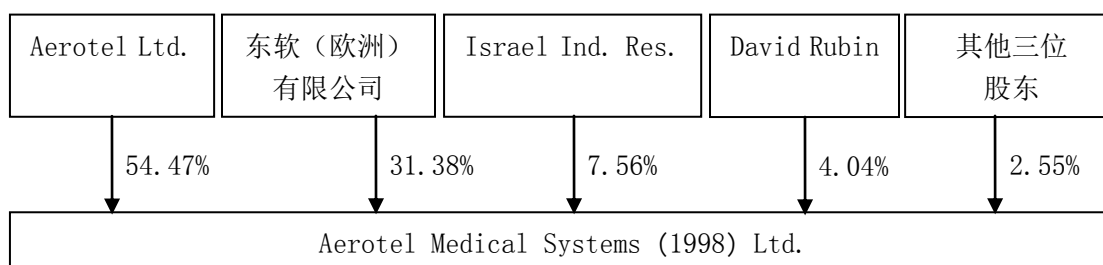 Aerotel Ltd.
东软（欧洲）
有限公司
Israel Ind. Res.
David Rubin
其他三位
股东
54.47%
31.38%
7.56%
4.04%
2.55%
Aerotel Medical Systems (1998) Ltd.